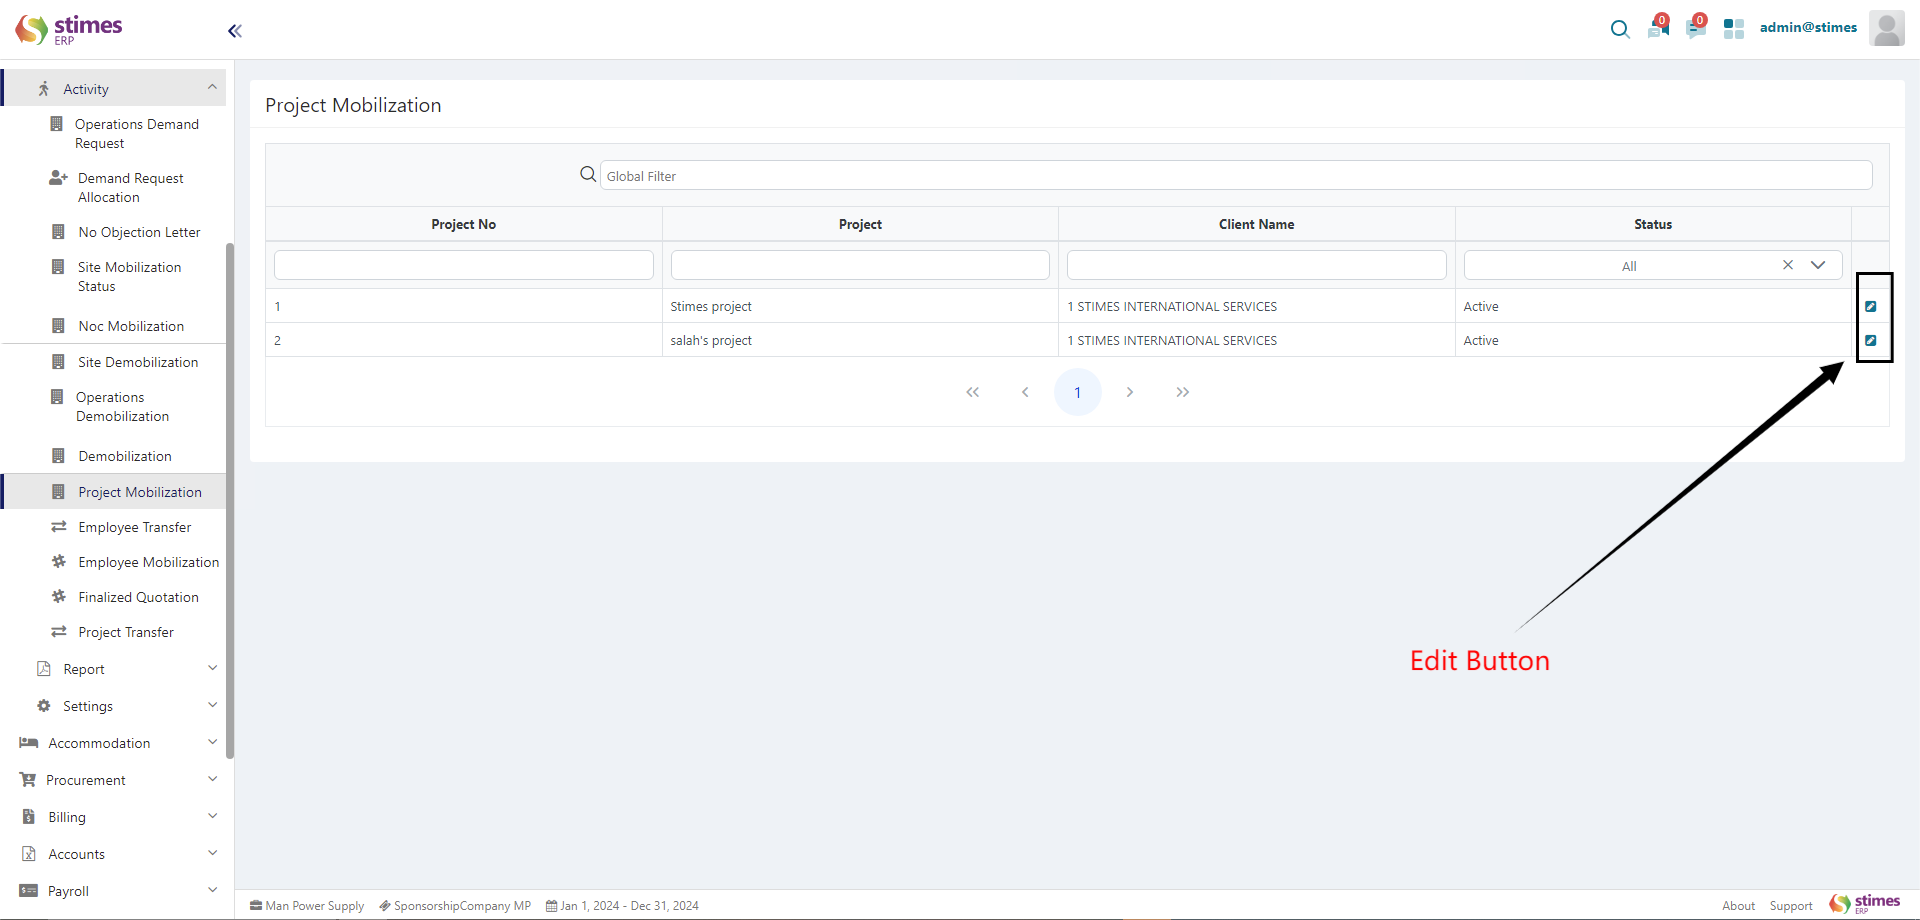 stimes
ERP
0
0
admin@stimes
Activity
Operations Demand
Request
Demand Request
Allocation
No Objection Letter
Site Mobilization
Status
Noc Mobilization
Site Demobilization
Operations
Demobilization
Demobilization
Project Mobilization
Employee Transfer
Employee Mobilization
Finalized Quotation
Project Transfer
Report
Settings
Accommodation
Procurement
Billing
Accounts
Payroll
Project Mobilization
Global Filter
Project No Project Client Name Status
All
1 Stimes project 1 STIMES INTERNATIONAL SERVICES Active
2 salah's project 1 STIMES INTERNATIONAL SERVICES Active
1
Edit Button
Man Power Supply SponsorshipCompany MP Jan 1, 2024 - Dec 31, 2024
About Support
stimes
ERP